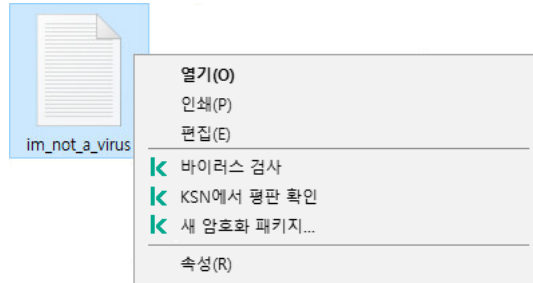 im_not_a_virus
열기(O)
인쇄(P)
편집(E)
바이러스 검사
KSN에서 평판 확인
새 암호화 패키지...
속성(R)